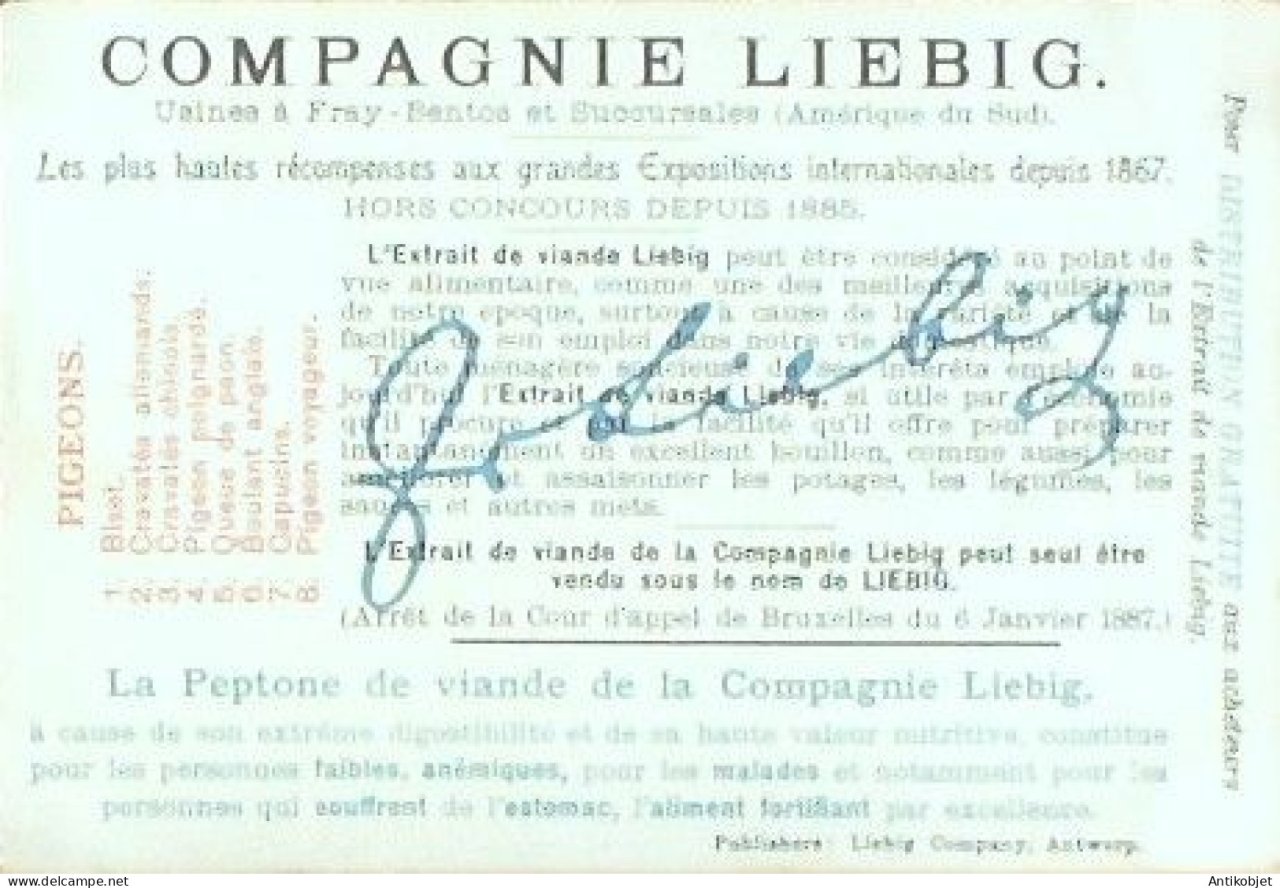 COMPAGNIE LIEBIG.
Usines à Fray-Bentos et Succursales (Amérique du Sud).
Les plus hautes récompenses aux grandes Expositions internationales depuis 1867.
HORS CONCOURS DEPUIS 1885.
L'Extrait de viande Liebig peut être considéré au point de
vue alimentaire, comme une des meilleures acquisitions
de notre epoque, surtout à cause de la variété et de la
facilité de son emploi dans notre vie domestique.
Toute ménagère soucieuse de ses intérêts emploie au-
jourd'hui l'Extrait de viande Liebig, si utile par l'économie
qu'il procure et par la facilité qu'il offre pour préparer
instantanément un excellent bouillon, comme aussi pour
améliorer et assaisonner les potages, les légumes, les
sauces et autres mets.
L'Extrait de viande de la Compagnie Liebig peut seul être
vendu sous le nom de LIEBIG.
(Arrêt de la Cour d'appel de Bruxelles du 6 Janvier 1887.)
La Peptone de viande de la Compagnie Liebig,
à cause de son extrême digestibilité et de sa haute valeur nutritive, constitue
pour les personnes faibles, anémiques, pour les malades et notamment pour les
personnes qui souffrent de l'estomac, l'aliment fortifiant par excellence.
Publishers: Liebig Company, Antwerp.
PIGEONS.
1. Biset.
2. Cravatés allemands.
3. Cravatés chinois.
4. Pigeon poignardé.
5. Queue de paon.
6. Boulant anglais.
7. Capucins.
8. Pigeon voyageur.
Pour DISTRIBUTION GRATUITE aux acheteurs
de l'Extrait de viande Liebig.
Liebig
Antikobjet